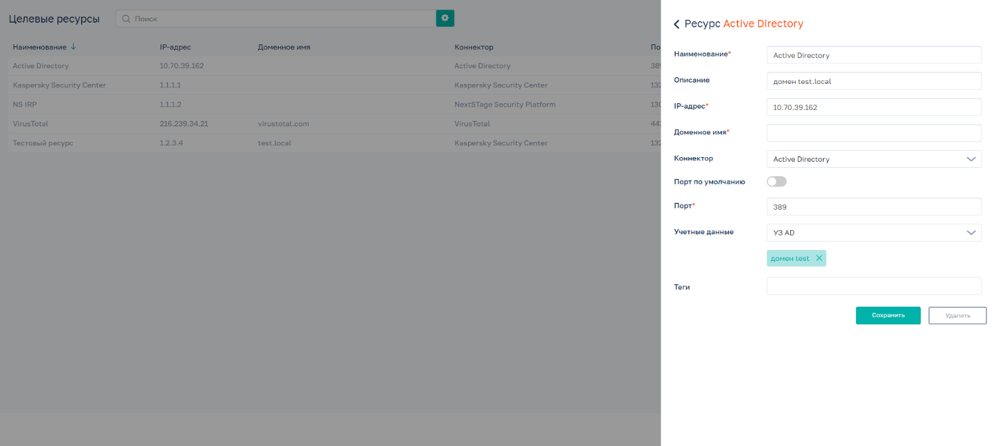 Целевые ресурсы
Поиск
Наименование IP-адрес Доменное имя Коннектор По
Active Directory 10.70.39.162 Active Directory 389
Kaspersky Security Center 1.1.1.1 Kaspersky Security Center 132
NS IRP 1.1.1.2 NextSTage Security Platform 130
VirusTotal 216.239.34.21 virustotal.com VirusTotal 443
Тестовый ресурс 1.2.3.4 test.local Kaspersky Security Center 132
Ресурс Active Directory
Наименование* Active Directory
Описание домен test.local
IP-адрес* 10.70.39.162
Доменное имя*
Коннектор Active Directory
Порт по умолчанию
Порт* 389
Учетные данные УЗ AD
домен test
Теги
Сохранить Удалить